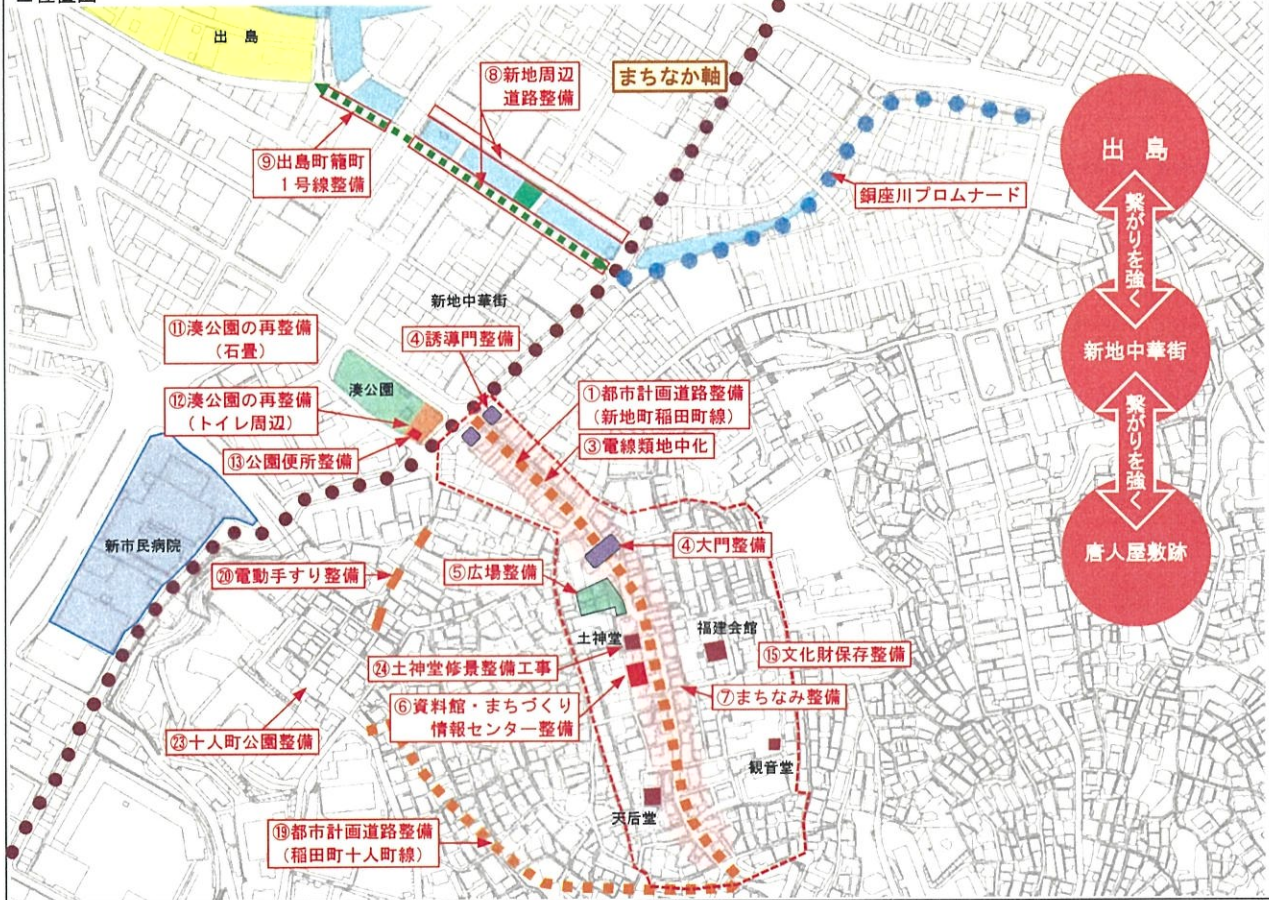 出 島
⑧新地周辺
道路整備
まちなか軸
⑨出島町籠町
1号線整備
銅座川プロムナード
新地中華街
⑪湊公園の再整備
(石畳)
④誘導門整備
湊公園
⑫湊公園の再整備
(トイレ周辺)
①都市計画道路整備
(新地町稲田町線)
③電線類地中化
⑬公園便所整備
新市民病院
④大門整備
⑳電動手すり整備
⑤広場整備
土神堂
福建会館
⑮文化財保存整備
㉔土神堂修景整備工事
⑥資料館・まちづくり
情報センター整備
⑦まちなみ整備
㉓十人町公園整備
観音堂
天后堂
⑲都市計画道路整備
(稲田町十人町線)
出 島
繋がりを強く
新地中華街
繋がりを強く
唐人屋敷跡